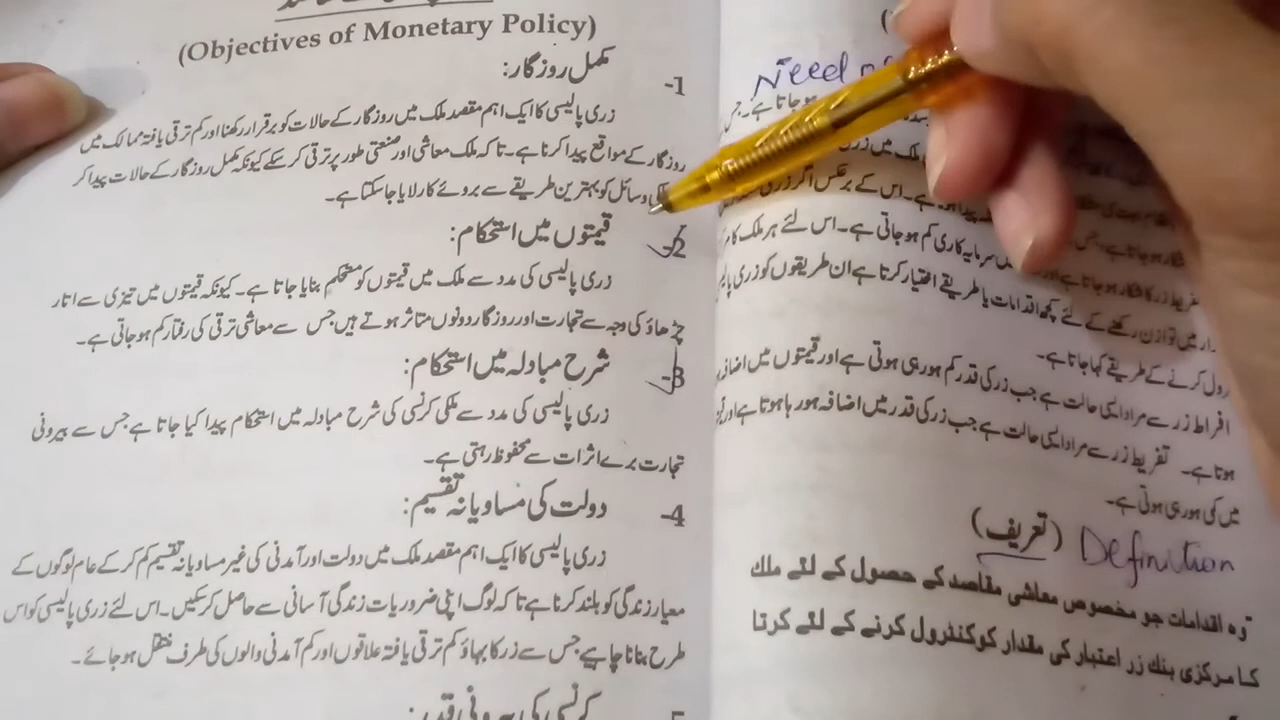 (Objectives of Monetary Policy)
1- مکمل روزگار:
زری پالیسی کا ایک اہم مقصد ملک میں روزگار کے حالات کو برقرار رکھنا اور کم ترقی یافتہ ممالک میں
روزگار کے مواقع پیدا کرنا ہے۔ تاکہ ملک معاشی اور صنعتی طور پر ترقی کر سکے کیونکہ مکمل روزگار کے حالات پیدا کر
وسائل کو بہترین طریقے سے بروئے کار لایا جا سکتا ہے۔
2- قیمتوں میں استحکام:
زری پالیسی کی مدد سے ملک میں قیمتوں کو مستحکم بنایا جاتا ہے۔ کیونکہ قیمتوں میں تیزی سے اتار
چڑھاؤ کی وجہ سے تجارت اور روزگار دونوں متاثر ہوتے ہیں جس سے معاشی ترقی کی رفتار کم ہو جاتی ہے۔
3- شرح مبادلہ میں استحکام:
زری پالیسی کی مدد سے ملکی کرنسی کی شرح مبادلہ میں استحکام پیدا کیا جاتا ہے جس سے بیرونی
تجارت برے اثرات سے محفوظ رہتی ہے۔
4- دولت کی مساویانہ تقسیم:
زری پالیسی کا ایک اہم مقصد ملک میں دولت اور آمدنی کی غیر مساویانہ تقسیم کم کر کے عام لوگوں کے
معیار زندگی کو بلند کرنا ہے تاکہ لوگ اپنی ضروریات زندگی آسانی سے حاصل کر سکیں۔ اس لئے زری پالیسی کو اس
طرح بنانا چاہیے جس سے زر کا بہاؤ کم ترقی یافتہ علاقوں اور کم آمدنی والوں کی طرف منتقل ہو جائے۔
کرنسی کی بیرونی قدر:
Need
ہو جاتا ہے۔ جس
ملک میں زر
ہے۔ اس کے برعکس اگر زر
سرمایہ کاری کم ہو جاتی ہے۔ اس لئے ہر ملک کا
میں توازن رکھنے کے لئے کچھ اقدامات یا طریقے اختیار کرتا ہے ان طریقوں کو زری پالیسی
رول کرنے کے طریقے کہا جاتا ہے۔
افراط زر سے مراد ایسی حالت ہے جب زر کی قدر کم ہو رہی ہوتی ہے اور قیمتوں میں اضافہ
ہوتا ہے۔ تفریط زر سے مراد ایسی حالت ہے جب زر کی قدر میں اضافہ ہو رہا ہوتا ہے اور
میں کمی ہو رہی ہوتی ہے۔
(تعریف) Definition
وہ اقدامات جو مخصوص معاشی مقاصد کے حصول کے لئے ملک
کا مرکزی بنک زر اعتبار کی مقدار کو کنٹرول کرنے کے لئے کرتا